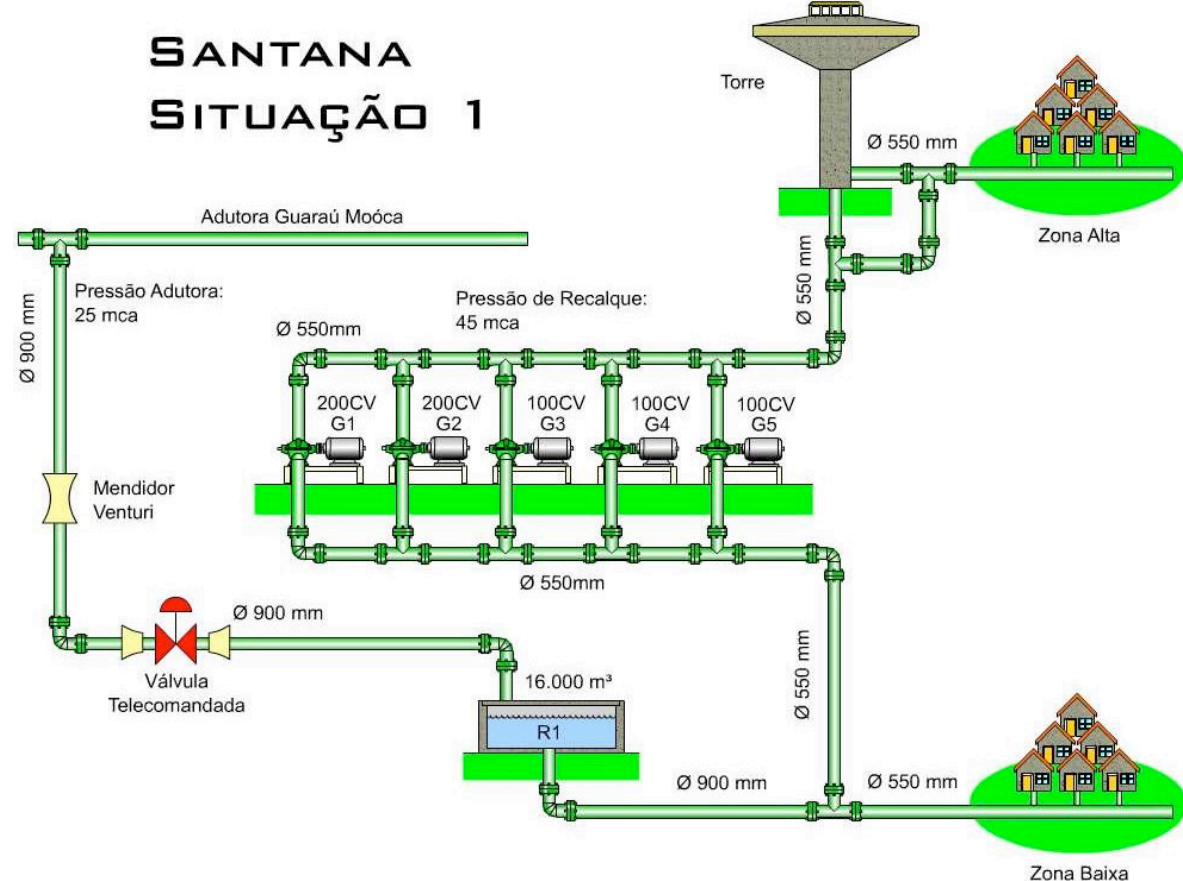 SANTANA
SITUAÇÃO 1
Torre
Ø 550 mm
Zona Alta
Adutora Guaraú Moóca
Ø 900 mm
Pressão Adutora:
25 mca
Pressão de Recalque:
45 mca
Ø 550 mm
Ø 550mm
200CV
G1
200CV
G2
100CV
G3
100CV
G4
100CV
G5
Mendidor
Venturi
Ø 550mm
Ø 900 mm
Válvula
Telecomandada
16.000 m³
R1
Ø 550 mm
Ø 900 mm
Ø 550 mm
Zona Baixa